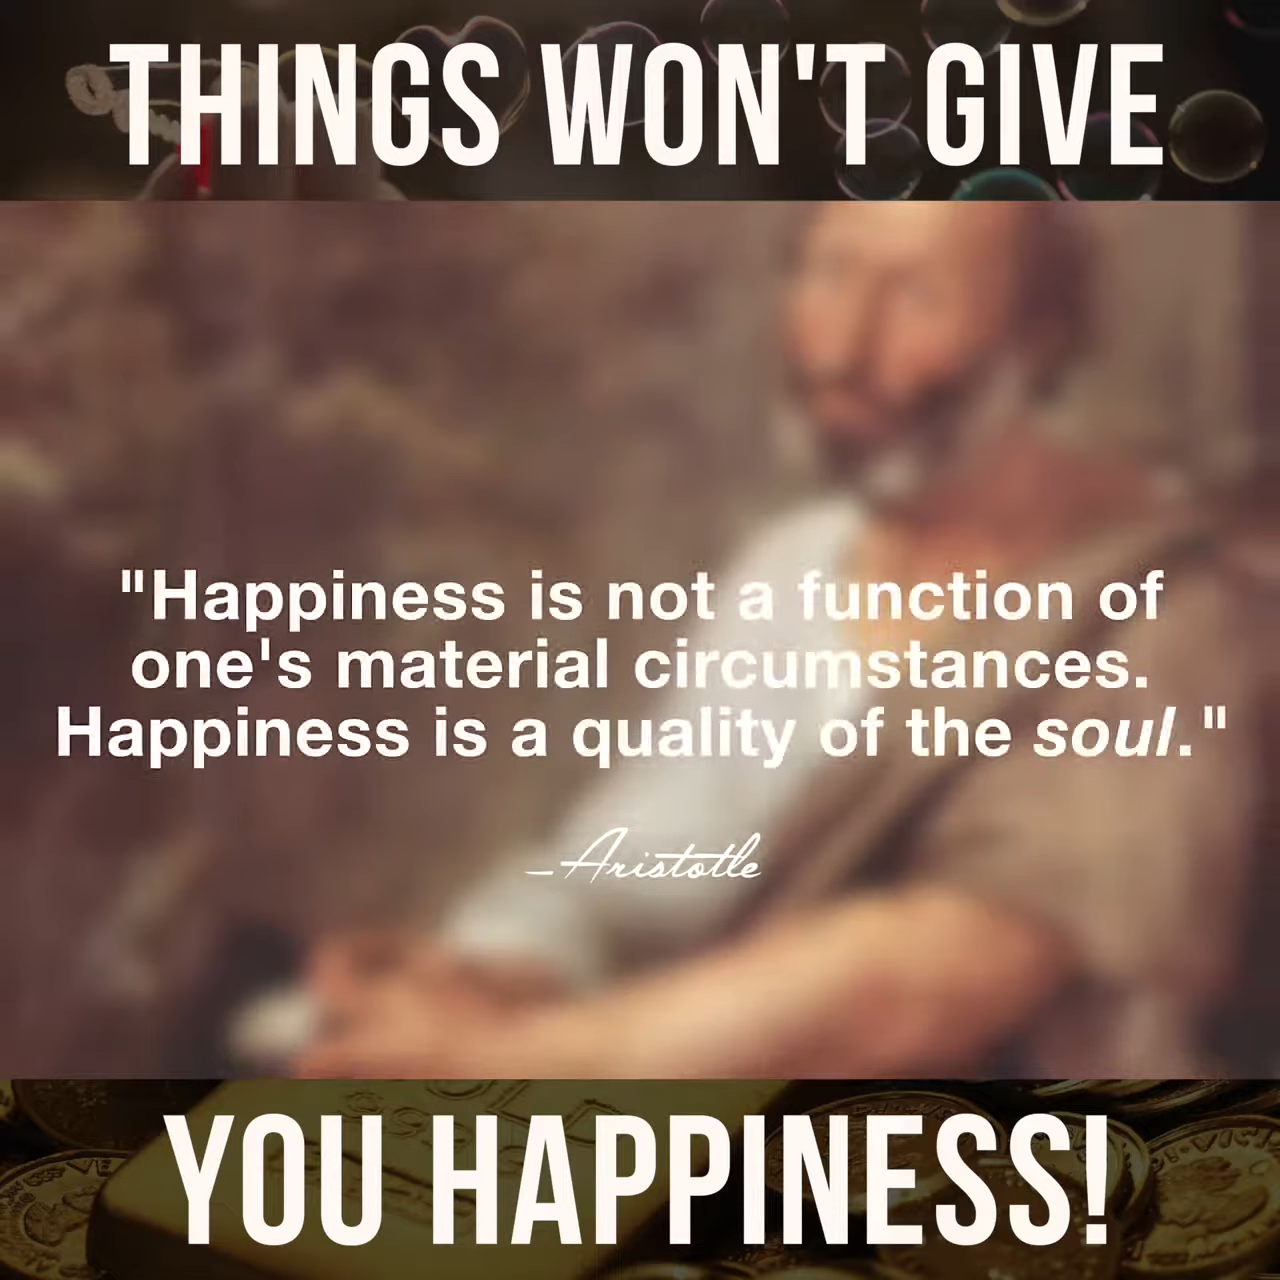 THINGS WON'T GIVE
"Happiness is not a function of
one's material circumstances.
Happiness is a quality of the soul."
–Aristotle
YOU HAPPINESS!